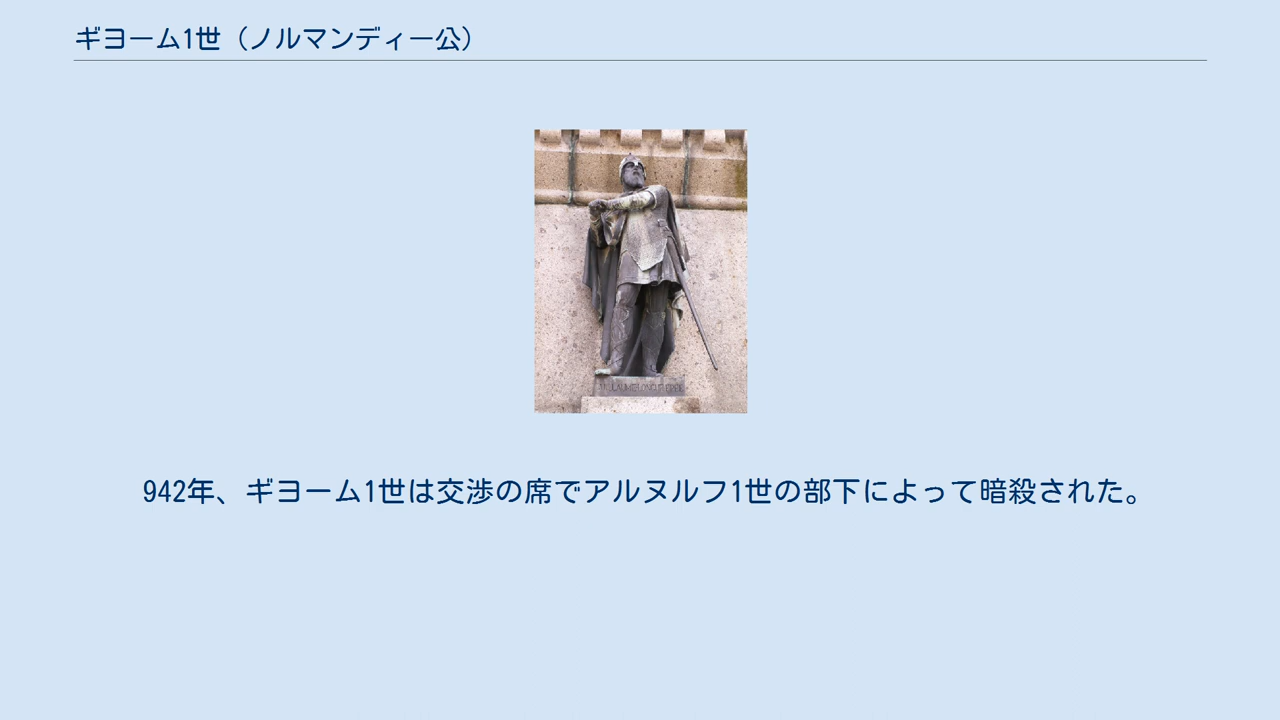 ギヨーム1世（ノルマンディー公）
942年、ギヨーム1世は交渉の席でアルヌルフ1世の部下によって暗殺された。